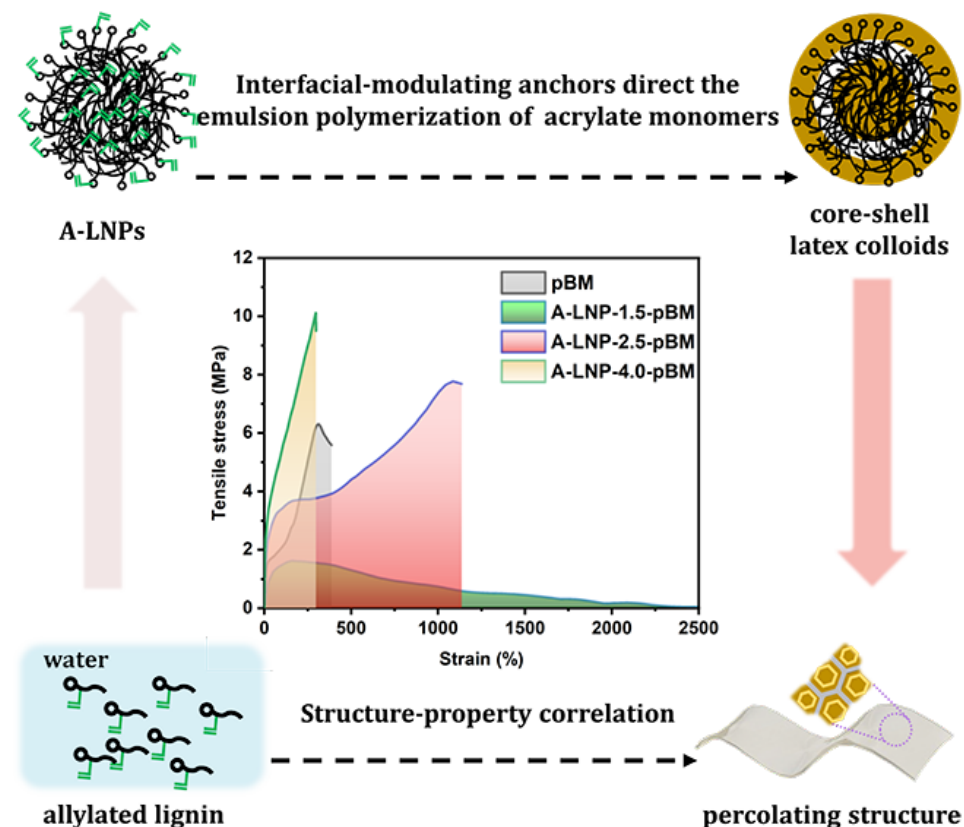 Interfacial-modulating anchors direct the
emulsion polymerization of acrylate monomers
A-LNPs
core-shell
latex colloids
12
10
8
6
4
2
0
Tensile stress (MPa)
pBM
A-LNP-1.5-pBM
A-LNP-2.5-pBM
A-LNP-4.0-pBM
0 500 1000 1500 2000 2500
Strain (%)
water
Structure-property correlation
allylated lignin
percolating structure